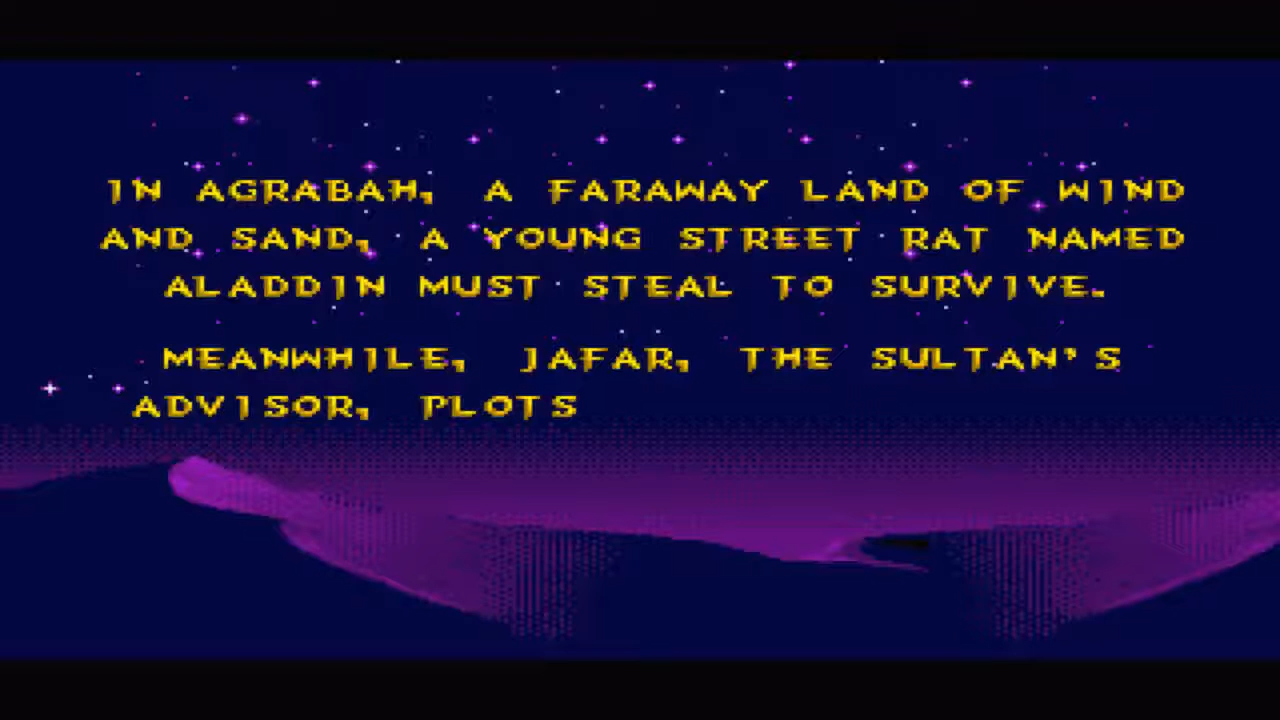 IN AGRABAH, A FARAWAY LAND OF WIND
AND SAND, A YOUNG STREET RAT NAMED
ALADDIN MUST STEAL TO SURVIVE.
MEANWHILE, JAFAR, THE SULTAN'S
ADVISOR, PLOTS